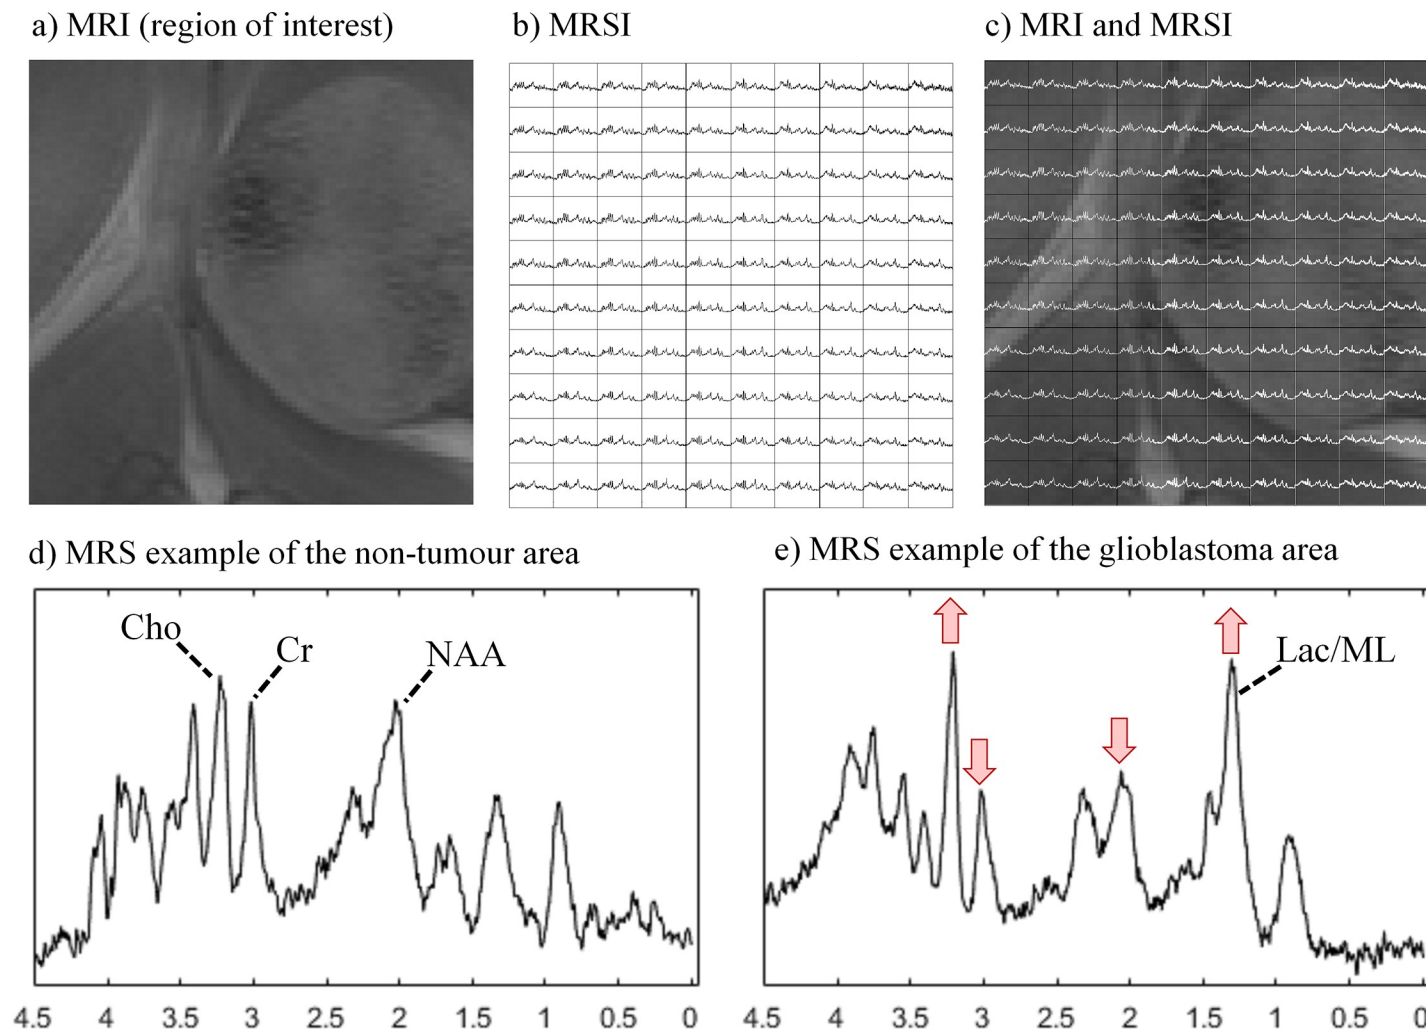 a) MRI (region of interest)
b) MRSI
c) MRI and MRSI
d) MRS example of the non-tumour area
e) MRS example of the glioblastoma area
Cho
Cr
NAA
Lac/ML
4.5 4 3.5 3 2.5 2 1.5 1 0.5 0
4.5 4 3.5 3 2.5 2 1.5 1 0.5 0